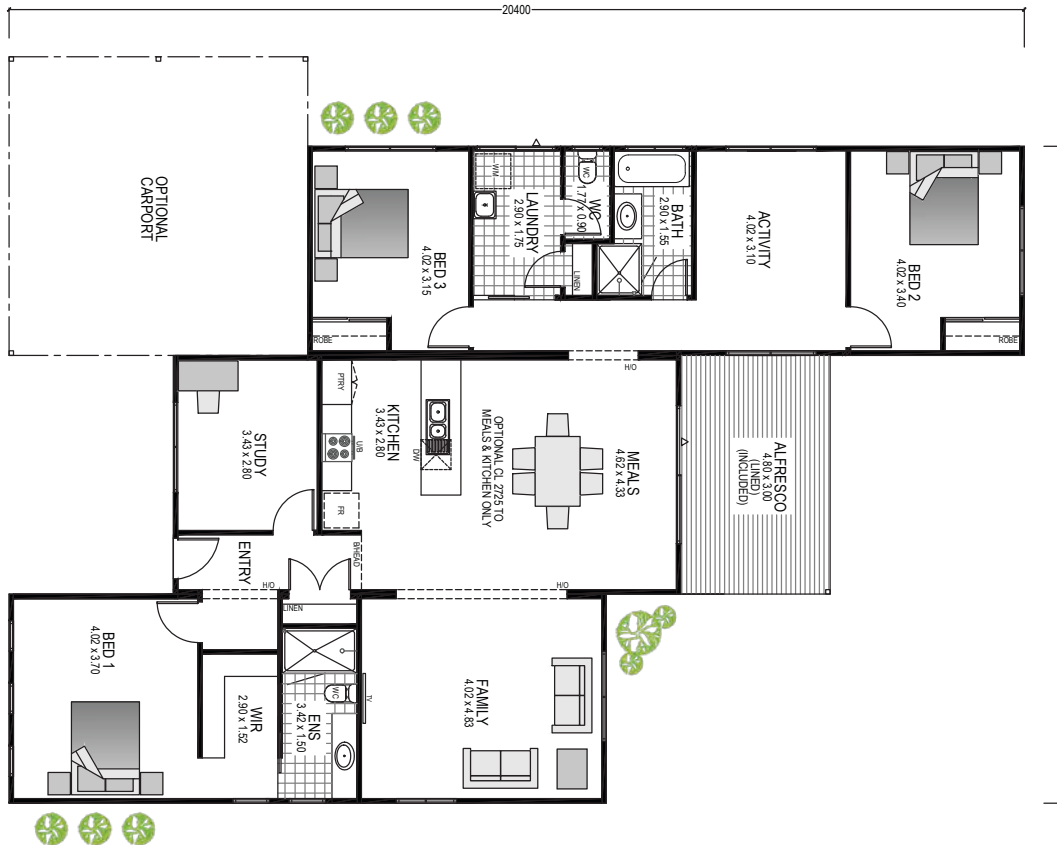 20400
OPTIONAL
CARPORT
BED 3
4.02 x 3.15
ROBE
WM
LAUNDRY
2.90 x 1.75
WC
WC
1.77 x 0.90
LINEN
BATH
2.90 x 1.55
ACTIVITY
4.02 x 3.10
BED 2
4.02 x 3.40
ROBE
H/O
STUDY
3.43 x 2.80
PTRY
U/B
FR
KITCHEN
3.43 x 2.80
DW
OPTIONAL CL 2725 TO
MEALS & KITCHEN ONLY
MEALS
4.62 x 4.33
ALFRESCO
4.80 x 3.00
(LINED)
(INCLUDED)
ENTRY
B/HEAD
H/O
H/O
LINEN
BED 1
4.02 x 3.70
WIR
2.90 x 1.52
WC
ENS
3.42 x 1.50
TV
FAMILY
4.02 x 4.83